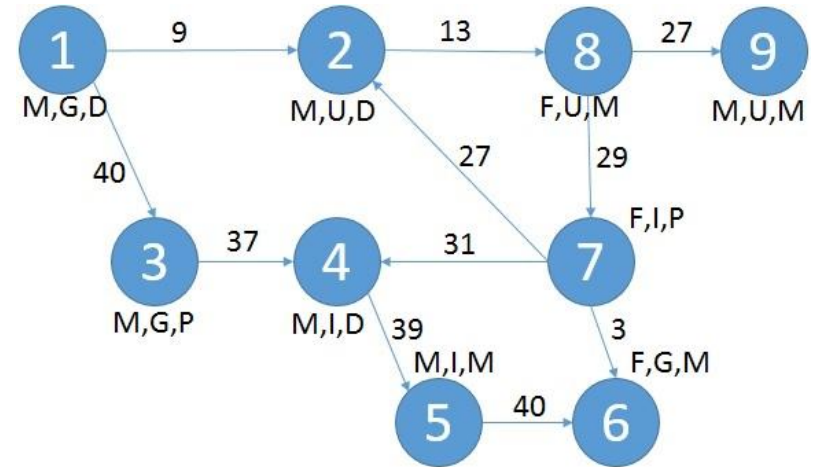 1 9 2 13 8 27 9
M,G,D M,U,D F,U,M M,U,M
40 27 29
F,I,P
3 37 4 31 7
M,G,P M,I,D 39 3
M,I,M F,G,M
5 40 6